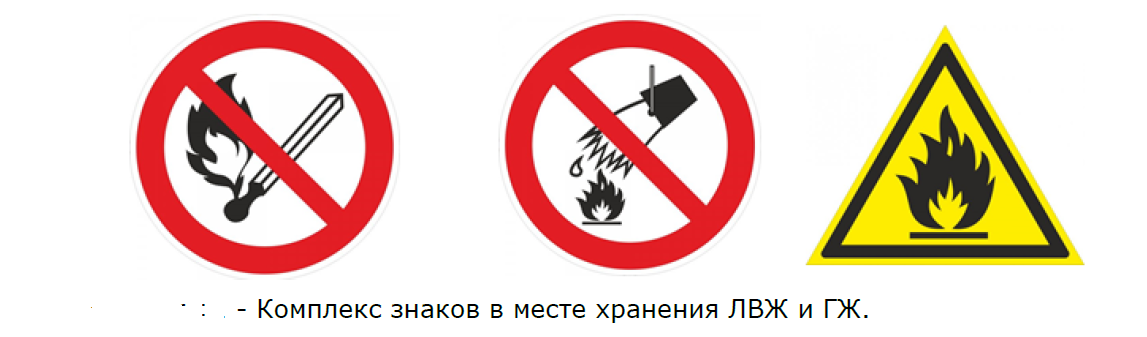 - Комплекс знаков в месте хранения ЛВЖ и ГЖ.